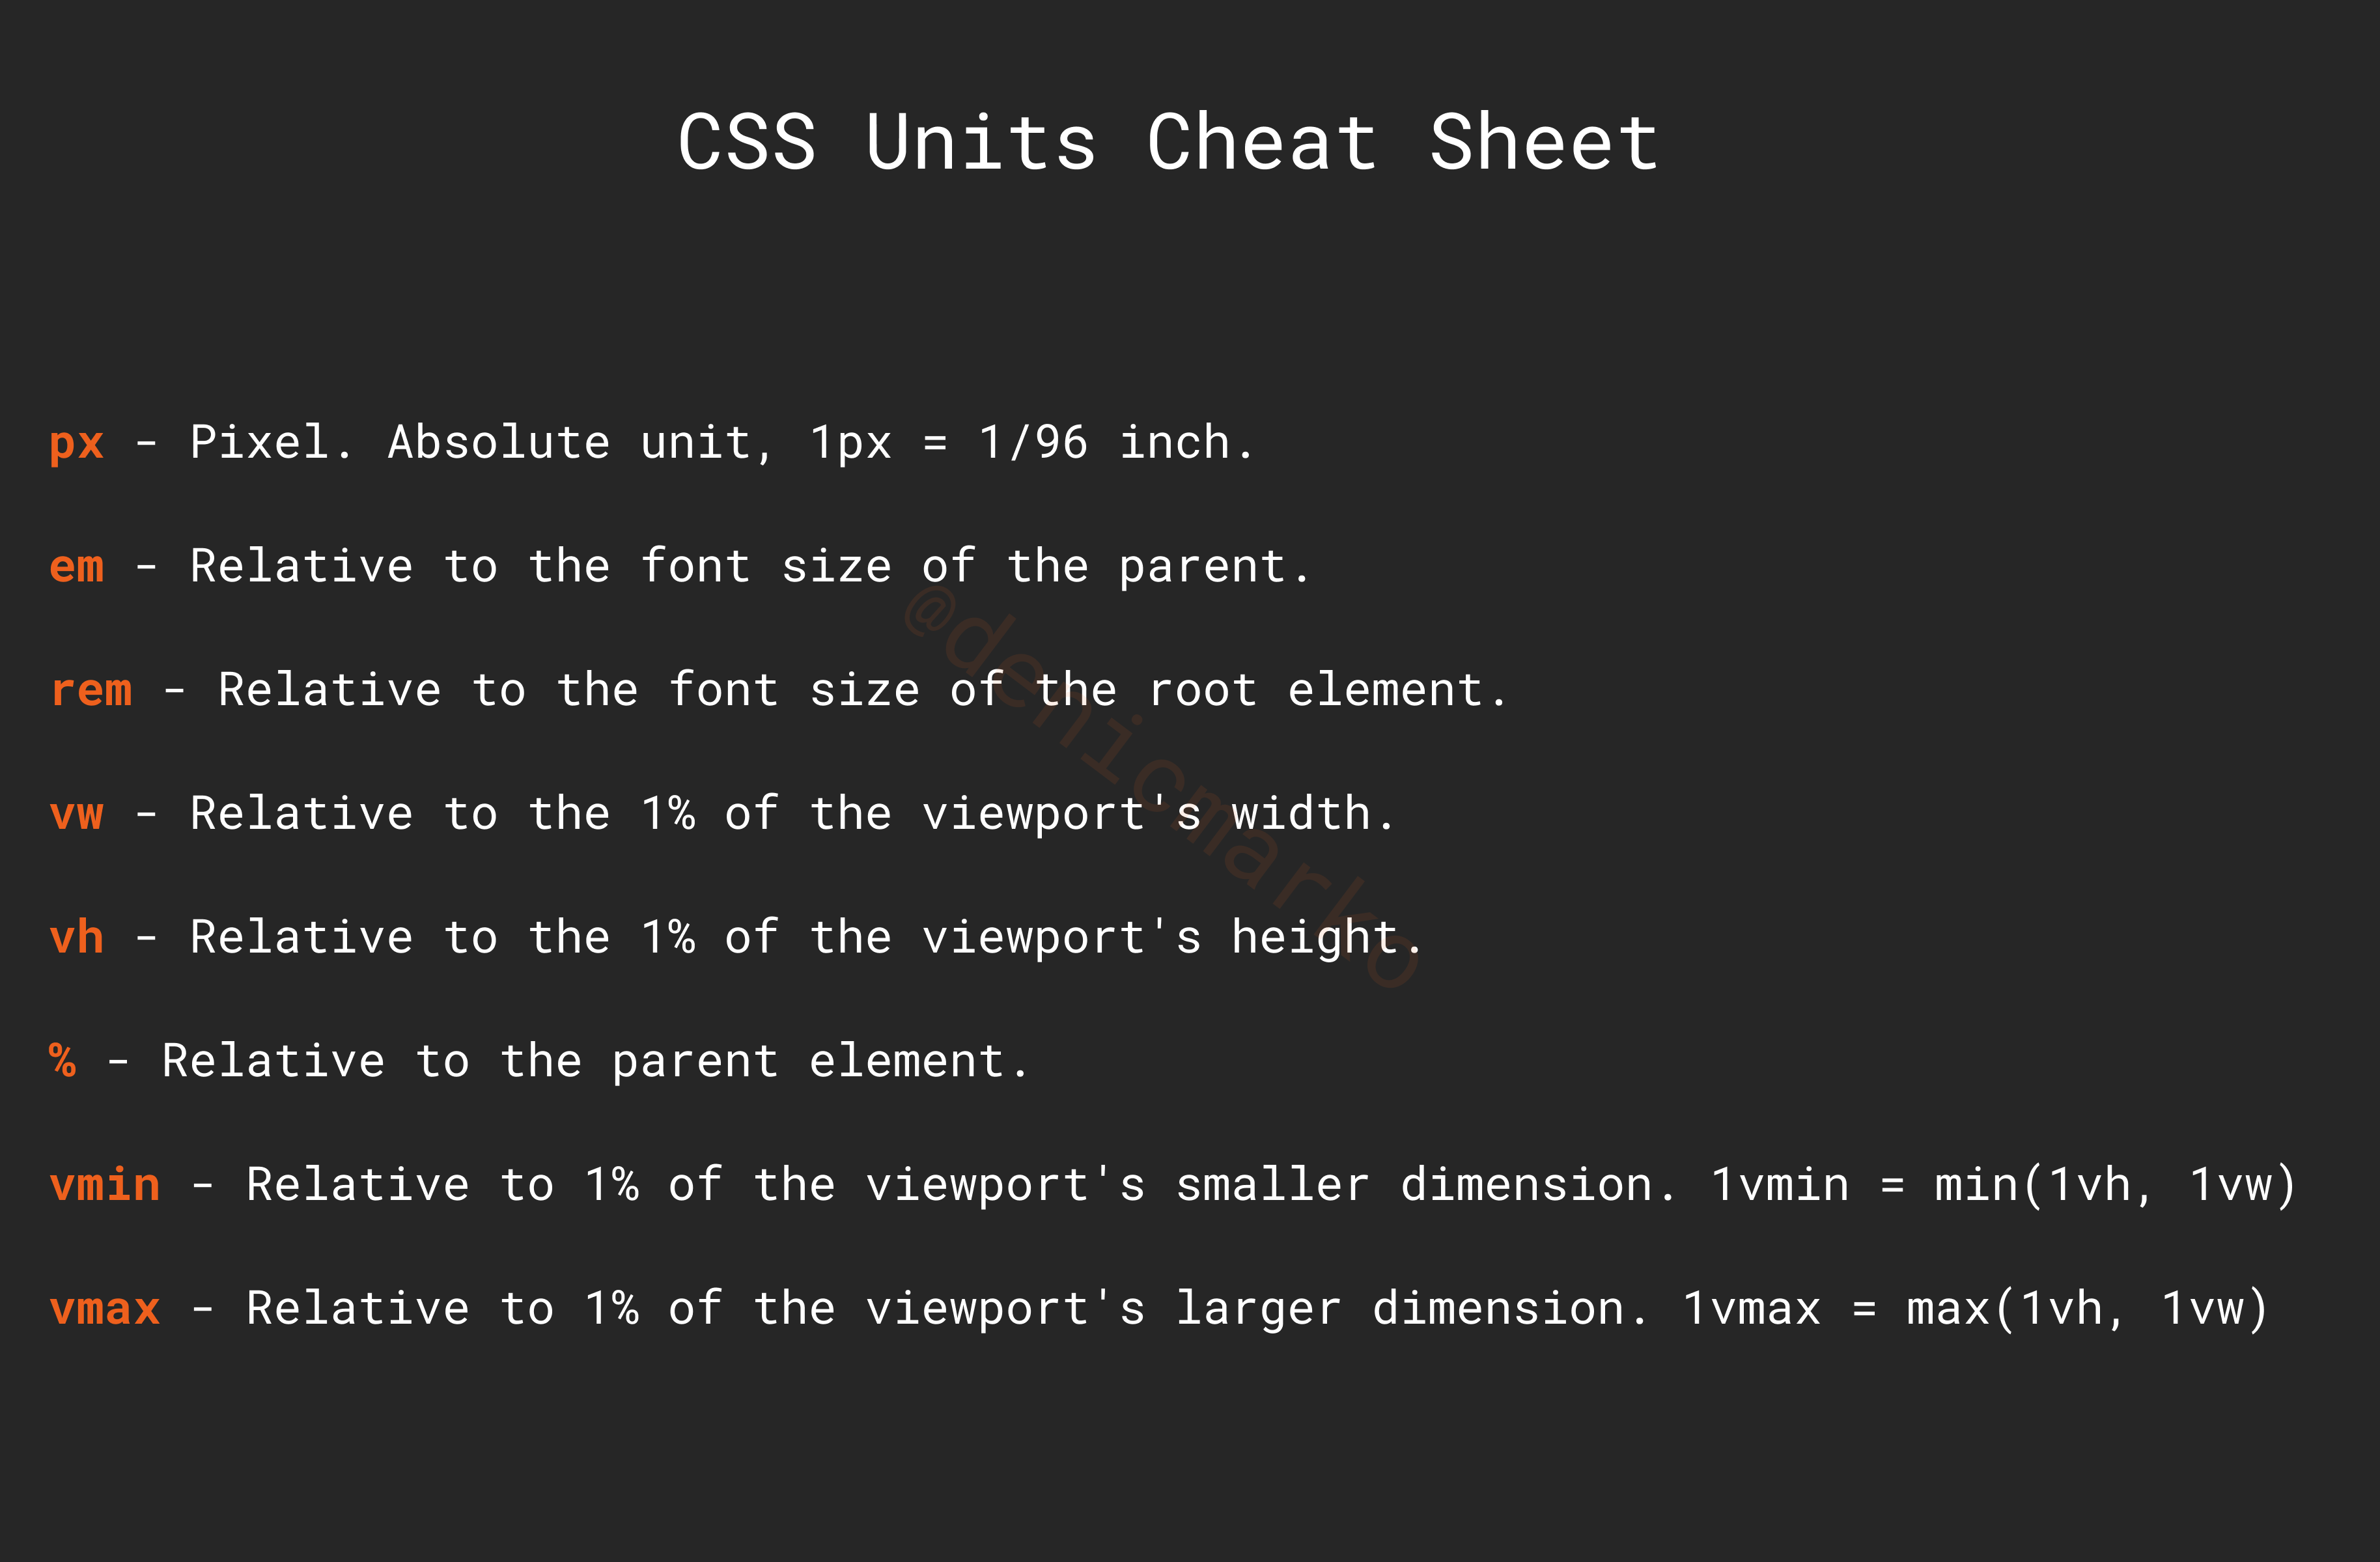 CSS Units Cheat Sheet
px - Pixel. Absolute unit, 1px = 1/96 inch.
em - Relative to the font size of the parent.
rem - Relative to the font size of the root element.
vw - Relative to the 1% of the viewport's width.
vh - Relative to the 1% of the viewport's height.
% - Relative to the parent element.
vmin - Relative to 1% of the viewport's smaller dimension. 1vmin = min(1vh, 1vw)
vmax - Relative to 1% of the viewport's larger dimension. 1vmax = max(1vh, 1vw)
@denicmarko